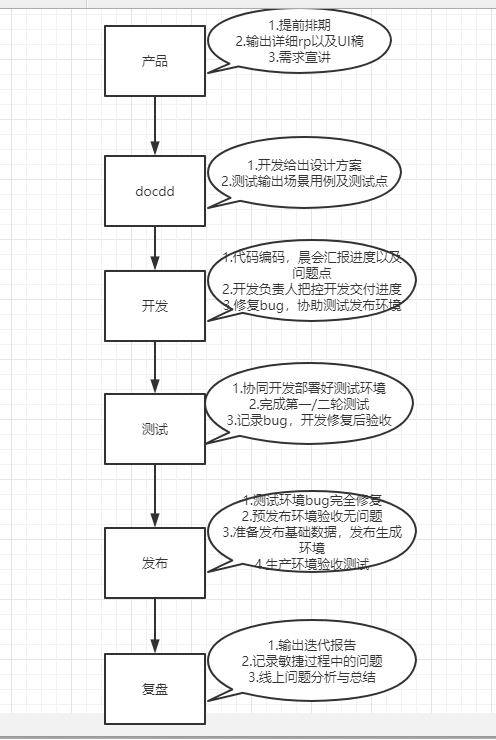 产品
1.提前排期
2.输出详细rp以及UI稿
3.需求宣讲
docdd
1.开发给出设计方案
2.测试输出场景用例及测试点
开发
1.代码编码，晨会汇报进度以及
问题点
2.开发负责人把控开发交付进度
3.修复bug，协助测试发布环境
测试
1.协同开发部署好测试环境
2.完成第一/二轮测试
3.记录bug，开发修复后验收
发布
1.测试环境bug完全修复
2.预发布环境验收无问题
3.准备发布基础数据，发布生成
环境
4.生产环境验收测试
复盘
1.输出迭代报告
2.记录敏捷过程中的问题
3.线上问题分析与总结